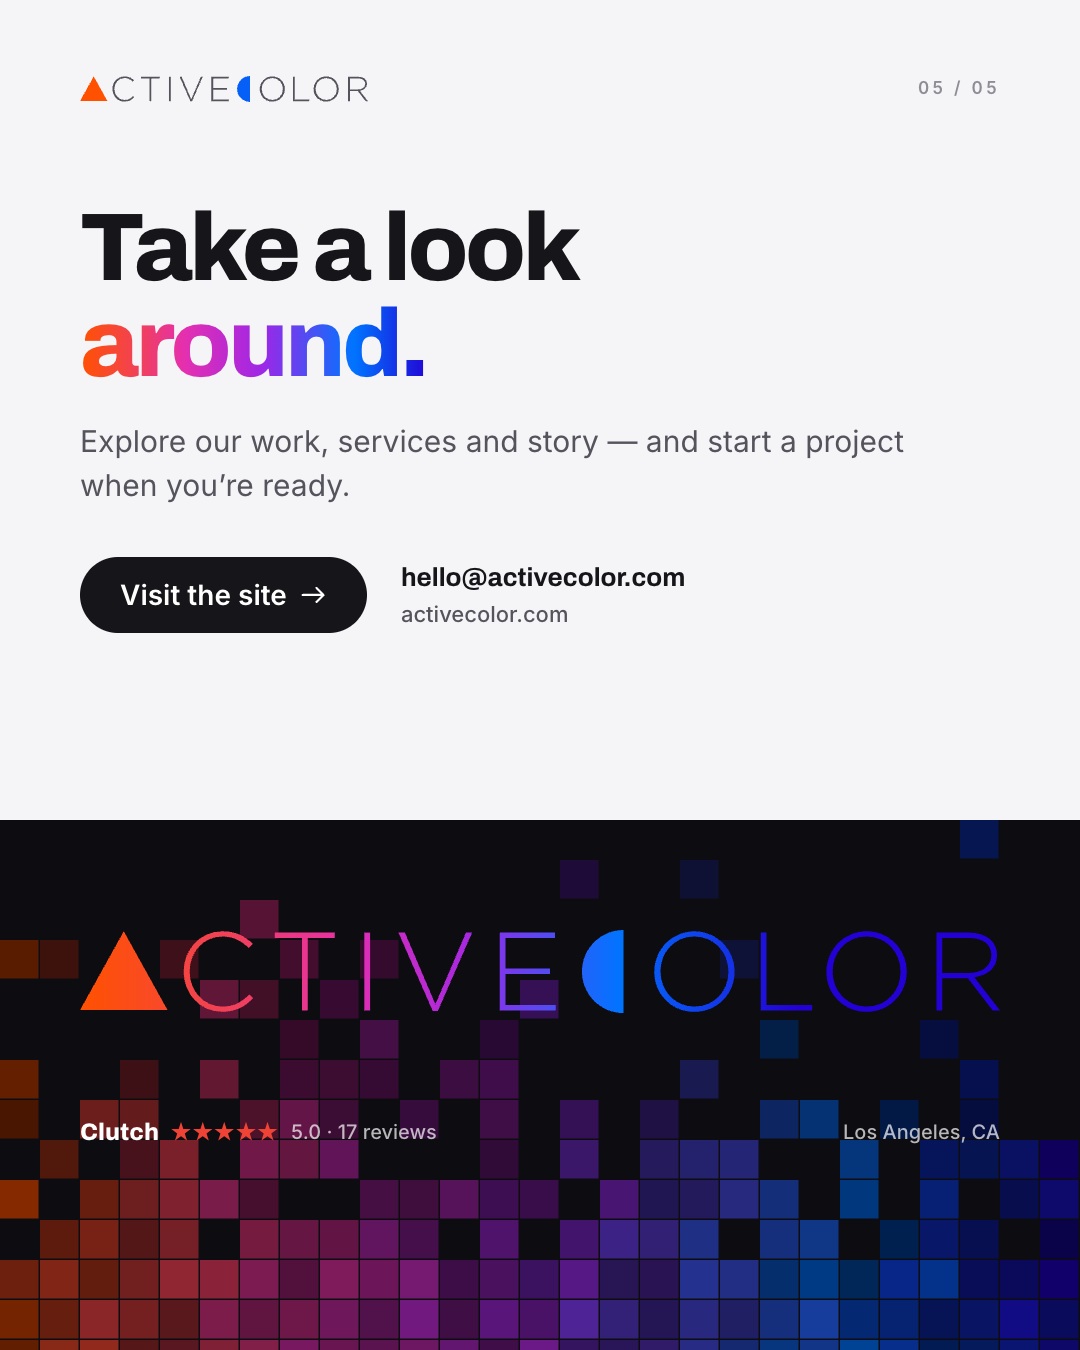 ACTIVECOLOR
05 / 05
Take a look
around.
Explore our work, services and story — and start a project
when you’re ready.
Visit the site →
hello@activecolor.com
activecolor.com
ACTIVECOLOR
Clutch ★★★★★ 5.0 · 17 reviews
Los Angeles, CA